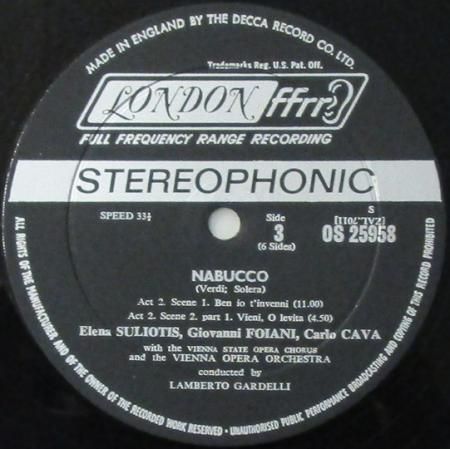 MADE IN ENGLAND BY THE DECCA RECORD CO. LTD.
Trademarks Reg. U.S. Pat. Off.
LONDON ffrr
FULL FREQUENCY RANGE RECORDING
STEREOPHONIC
SPEED 33⅓
Side
3
(6 Sides)
S
[ZAL.7011]
OS 25958
NABUCCO
(Verdi; Solera)
Act 2. Scene 1. Ben io t'invenni (11.00)
Act 2. Scene 2. part 1. Vieni, O levita (4.50)
Elena SULIOTIS, Giovanni FOIANI, Carlo CAVA
with the VIENNA STATE OPERA CHORUS
and the VIENNA OPERA ORCHESTRA
conducted by
LAMBERTO GARDELLI
ALL RIGHTS OF THE MANUFACTURER AND OF THE OWNER OF THE RECORDED WORK RESERVED • UNAUTHORISED PUBLIC PERFORMANCE BROADCASTING AND COPYING OF THIS RECORD PROHIBITED